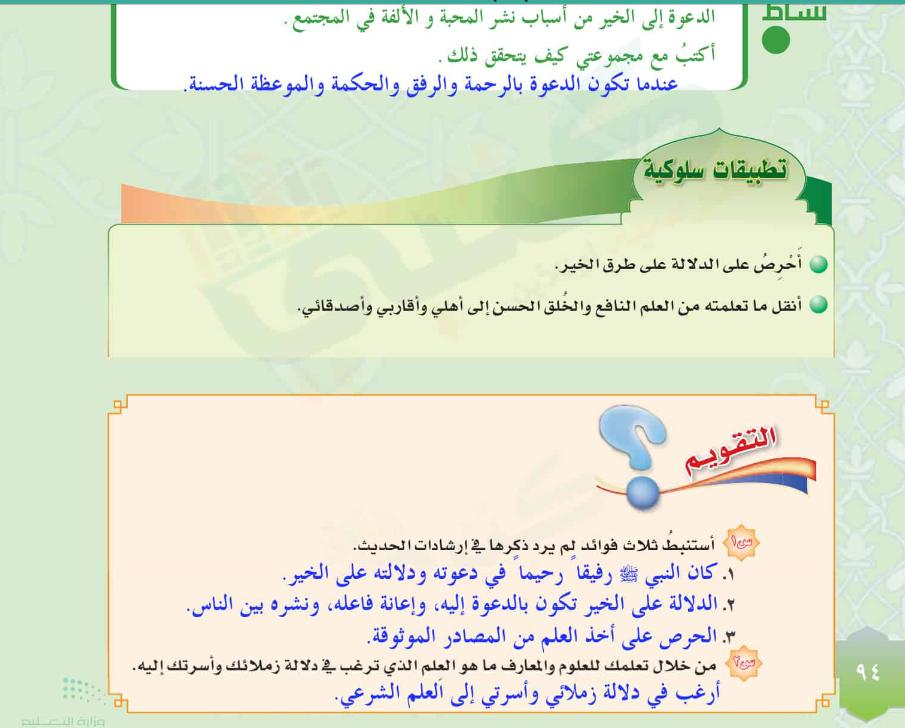 نشاط
الدعوة إلى الخير من أسباب نشر المحبة و الألفة في المجتمع .
أكتبُ مع مجموعتي كيف يتحقق ذلك .
عندما تكون الدعوة بالرحمة والرفق والحكمة والموعظة الحسنة.
تطبيقات سلوكية
أَحْرِصُ على الدلالة على طرق الخير.
أنقل ما تعلمته من العلم النافع والخُلق الحسن إلى أهلي وأقاربي وأصدقائي.
التقويم
س١ أستنبطُ ثلاث فوائد لم يرد ذكرها في إرشادات الحديث.
١. كان النبي ﷺ رفيقاً رحيماً في دعوته ودلالته على الخير.
٢. الدلالة على الخير تكون بالدعوة إليه، وإعانة فاعله، ونشره بين الناس.
٣. الحرص على أخذ العلم من المصادر الموثوقة.
س٢ من خلال تعلمك للعلوم والمعارف ما هو العلم الذي ترغب في دلالة زملائك وأسرتك إليه.
أرغب في دلالة زملائي وأسرتي إلى العلم الشرعي.
٩٤
وزارة التعليم